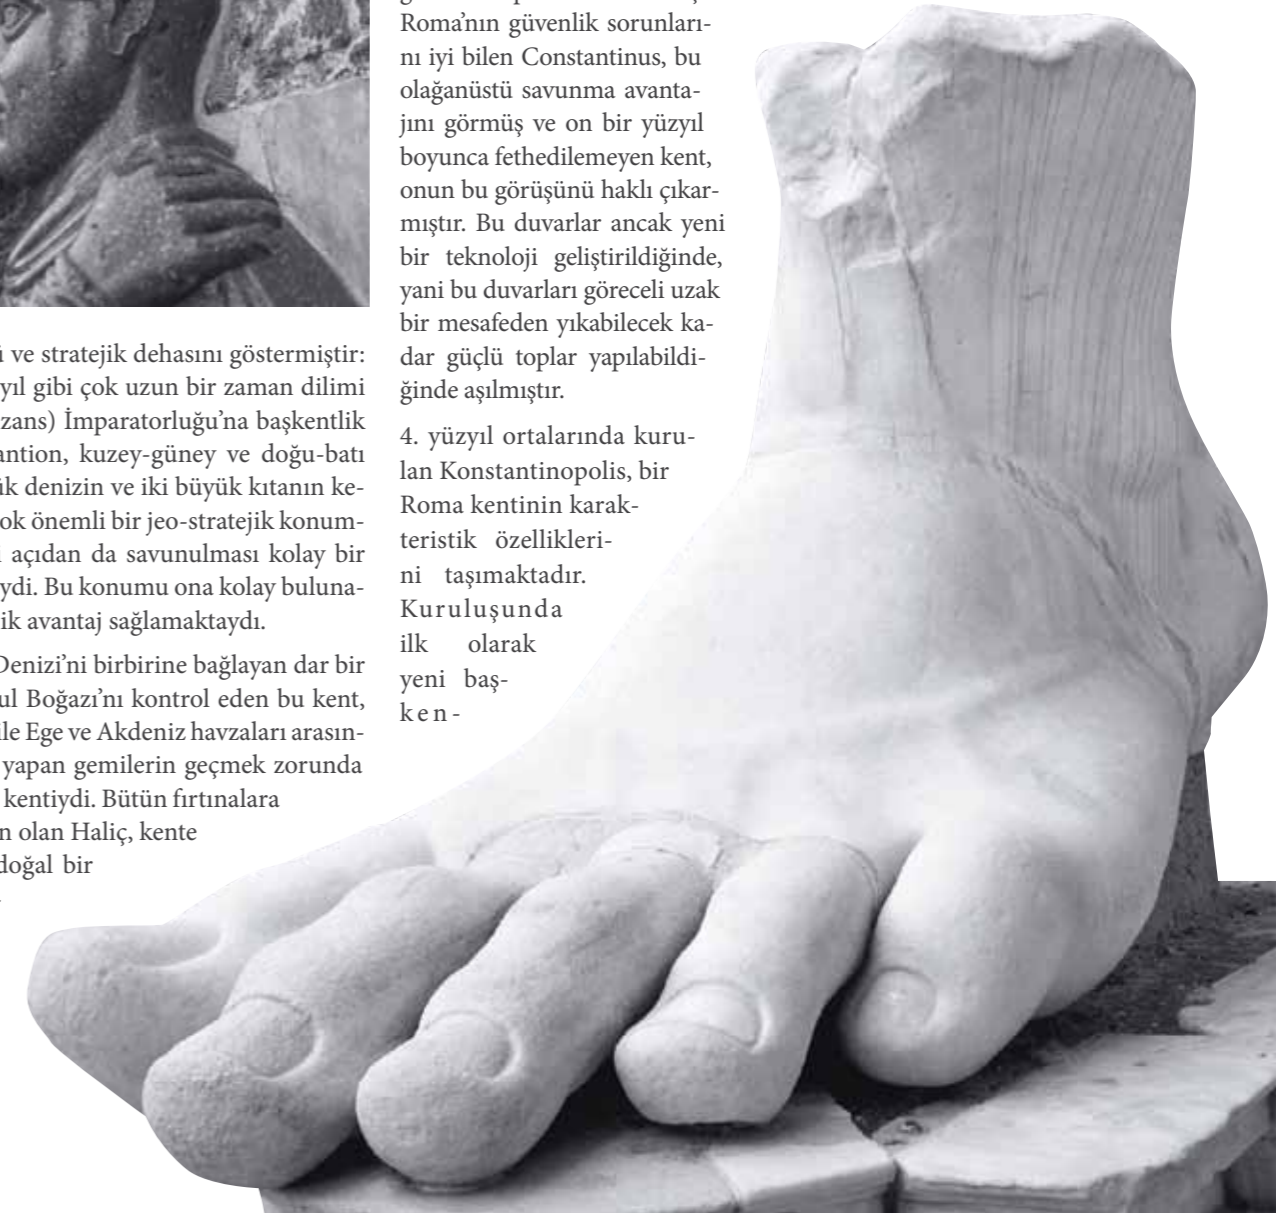 ü ve stratejik dehasını göstermiştir:
yıl gibi çok uzun bir zaman dilimi
zans) İmparatorluğu’na başkentlik
antion, kuzey-güney ve doğu-batı
ük denizin ve iki büyük kıtanın ke-
ok önemli bir jeo-stratejik konum-
i açıdan da savunulması kolay bir
ydi. Bu konumu ona kolay buluna-
ik avantaj sağlamaktaydı.
Denizi’ni birbirine bağlayan dar bir
ul Boğazı’nı kontrol eden bu kent,
ile Ege ve Akdeniz havzaları arasın-
yapan gemilerin geçmek zorunda
kentiydi. Bütün fırtınalara
n olan Haliç, kente
doğal bir
Roma’nın güvenlik sorunları-
nı iyi bilen Constantinus, bu
olağanüstü savunma avanta-
jını görmüş ve on bir yüzyıl
boyunca fethedilemeyen kent,
onun bu görüşünü haklı çıkar-
mıştır. Bu duvarlar ancak yeni
bir teknoloji geliştirildiğinde,
yani bu duvarları göreceli uzak
bir mesafeden yıkabilecek ka-
dar güçlü toplar yapılabildi-
ğinde aşılmıştır.
4. yüzyıl ortalarında kuru-
lan Konstantinopolis, bir
Roma kentinin karak-
teristik özellikleri-
ni taşımaktadır.
Kuruluşunda
ilk olarak
yeni baş-
ken-